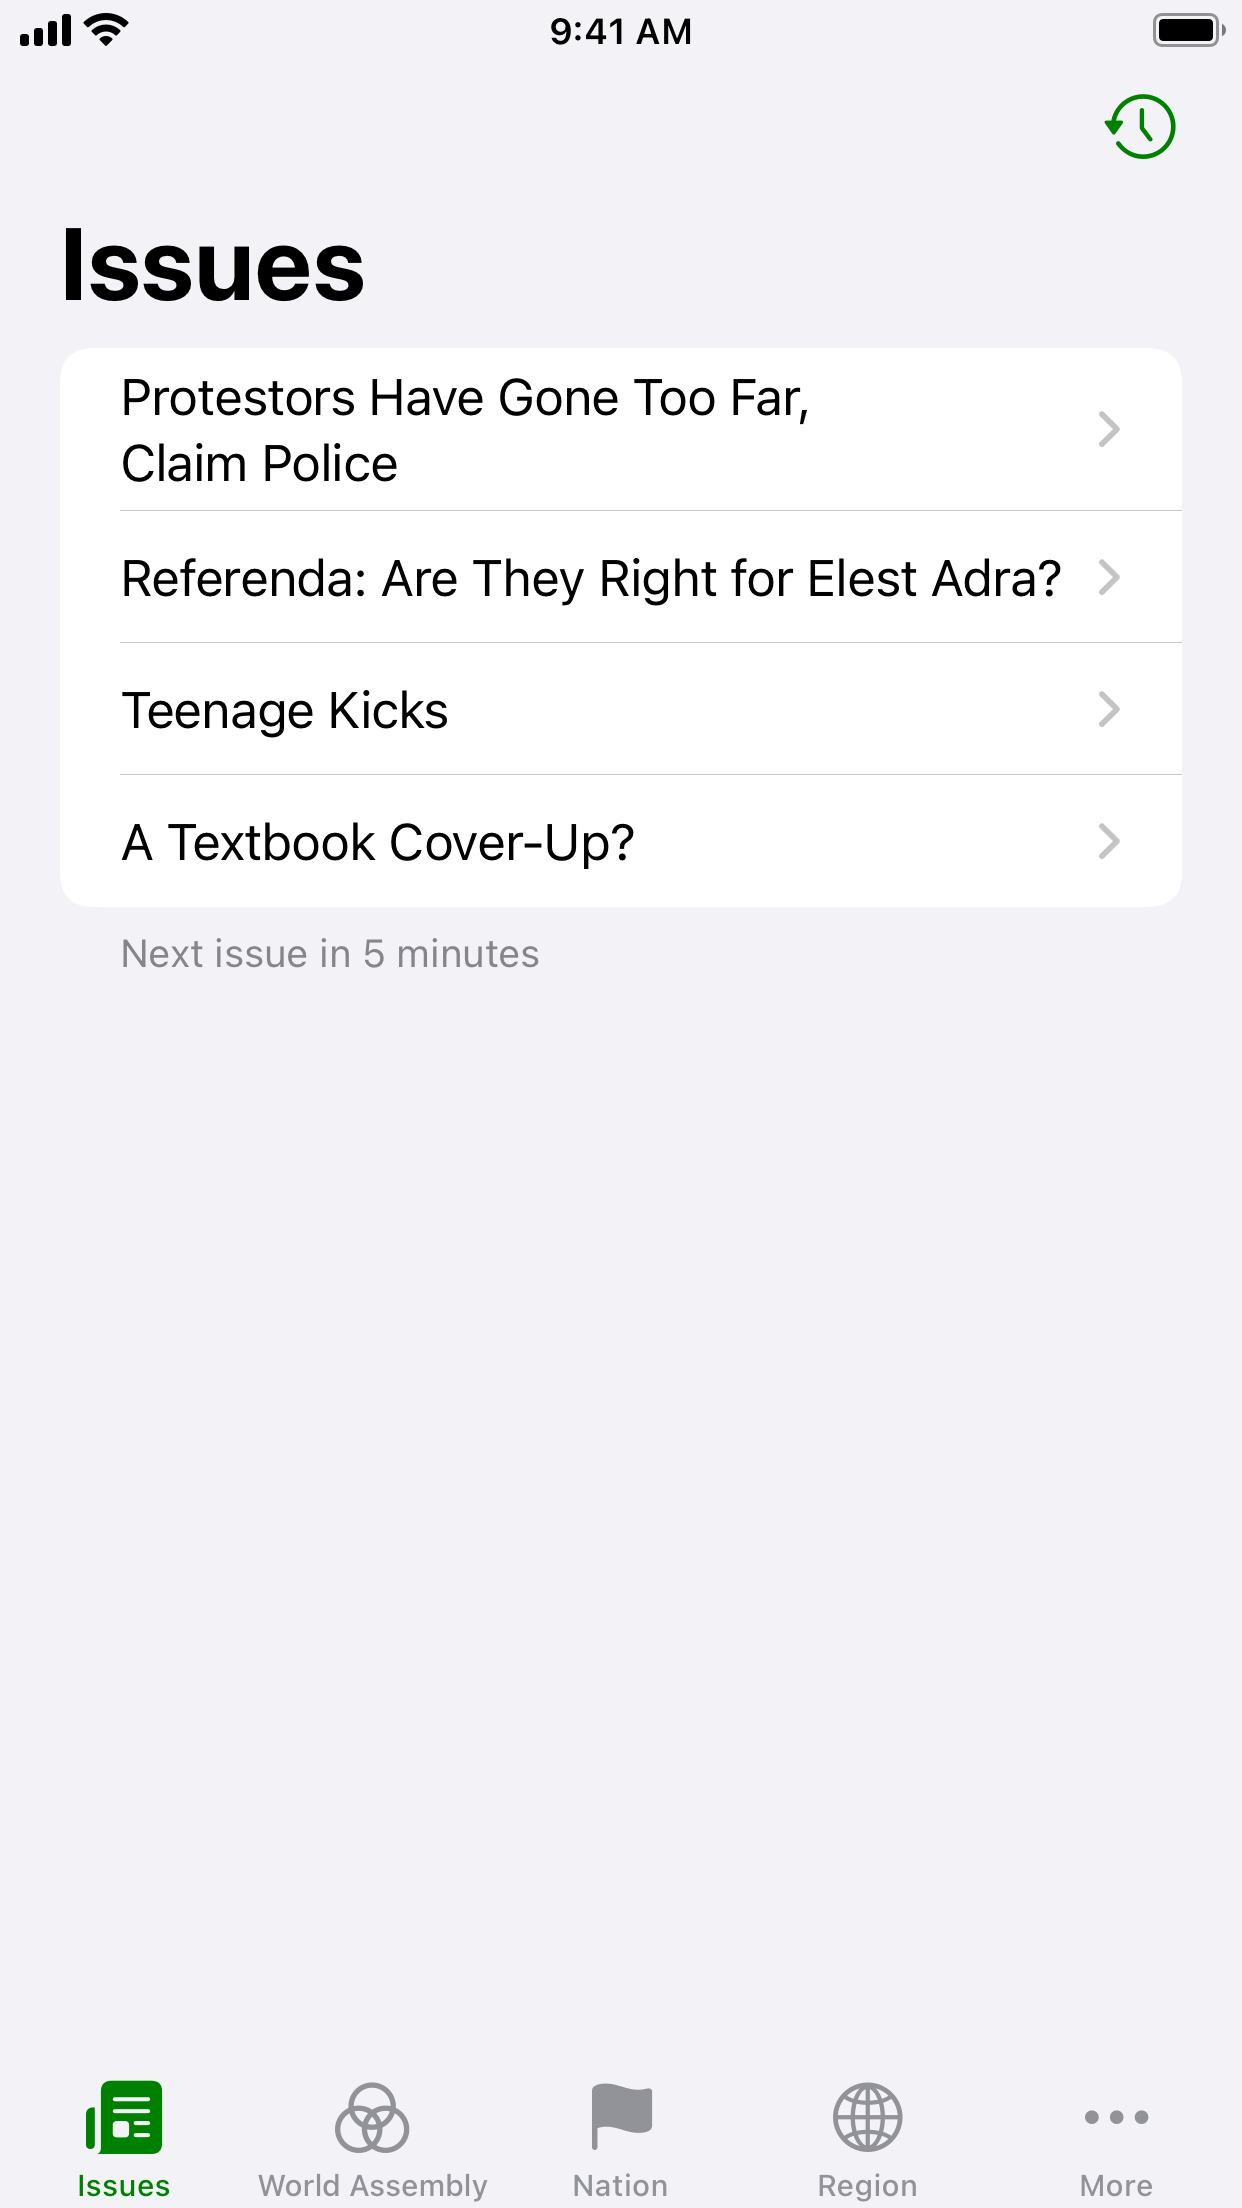 9:41 AM
Issues
Protestors Have Gone Too Far,
Claim Police
Referenda: Are They Right for Elest Adra?
Teenage Kicks
A Textbook Cover-Up?
Next issue in 5 minutes
Issues
World Assembly
Nation
Region
More